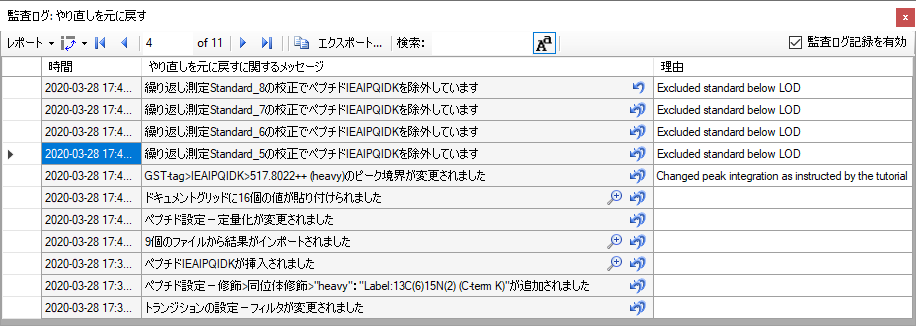 監査ログ: やり直しを元に戻す
レポート 4 of 11 エクスポート... 検索: Aa 監査ログ記録を有効
時間 やり直しを元に戻すに関するメッセージ 理由
2020-03-28 17:4... 繰り返し測定Standard_8の校正でペプチドIEAIPQIDKを除外しています Excluded standard below LOD
2020-03-28 17:4... 繰り返し測定Standard_7の校正でペプチドIEAIPQIDKを除外しています Excluded standard below LOD
2020-03-28 17:4... 繰り返し測定Standard_6の校正でペプチドIEAIPQIDKを除外しています Excluded standard below LOD
2020-03-28 17:4... 繰り返し測定Standard_5の校正でペプチドIEAIPQIDKを除外しています Excluded standard below LOD
2020-03-28 17:4... GST-tag>IEAIPQIDK>517.8022++ (heavy)のピーク境界が変更されました Changed peak integration as instructed by the tutorial
2020-03-28 17:4... ドキュメントグリッドに16個の値が貼り付けられました
2020-03-28 17:4... ペプチド設定－定量化が変更されました
2020-03-28 17:4... 9個のファイルから結果がインポートされました
2020-03-28 17:3... ペプチドIEAIPQIDKが挿入されました
2020-03-28 17:3... ペプチド設定－修飾>同位体修飾>"heavy": "Label:13C(6)15N(2) (C-term K)"が追加されました
2020-03-28 17:3... トランジションの設定－フィルタが変更されました